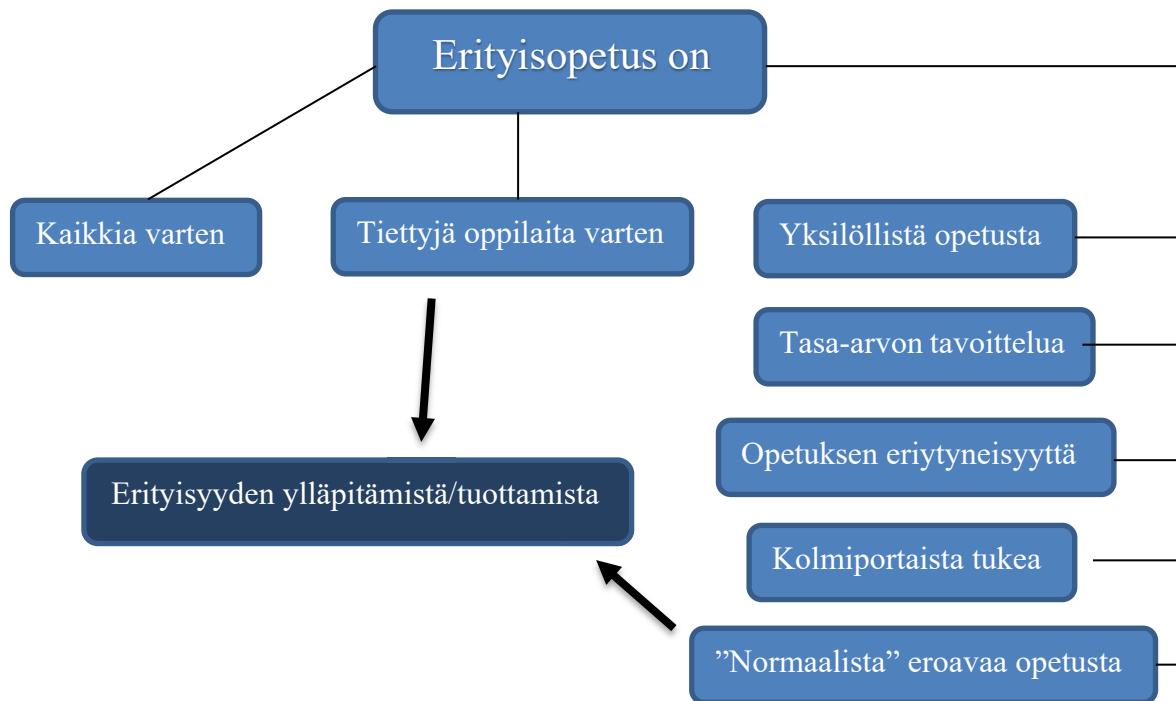 Erityisopetus on
Kaikkia varten
Tiettyjä oppilaita varten
Yksilöllistä opetusta
Tasa-arvon tavoittelua
Opetuksen eriytyneisyyttä
Erityisyyden ylläpitämistä/tuottamista
Kolmiportaista tukea
”Normaalista” eroavaa opetusta